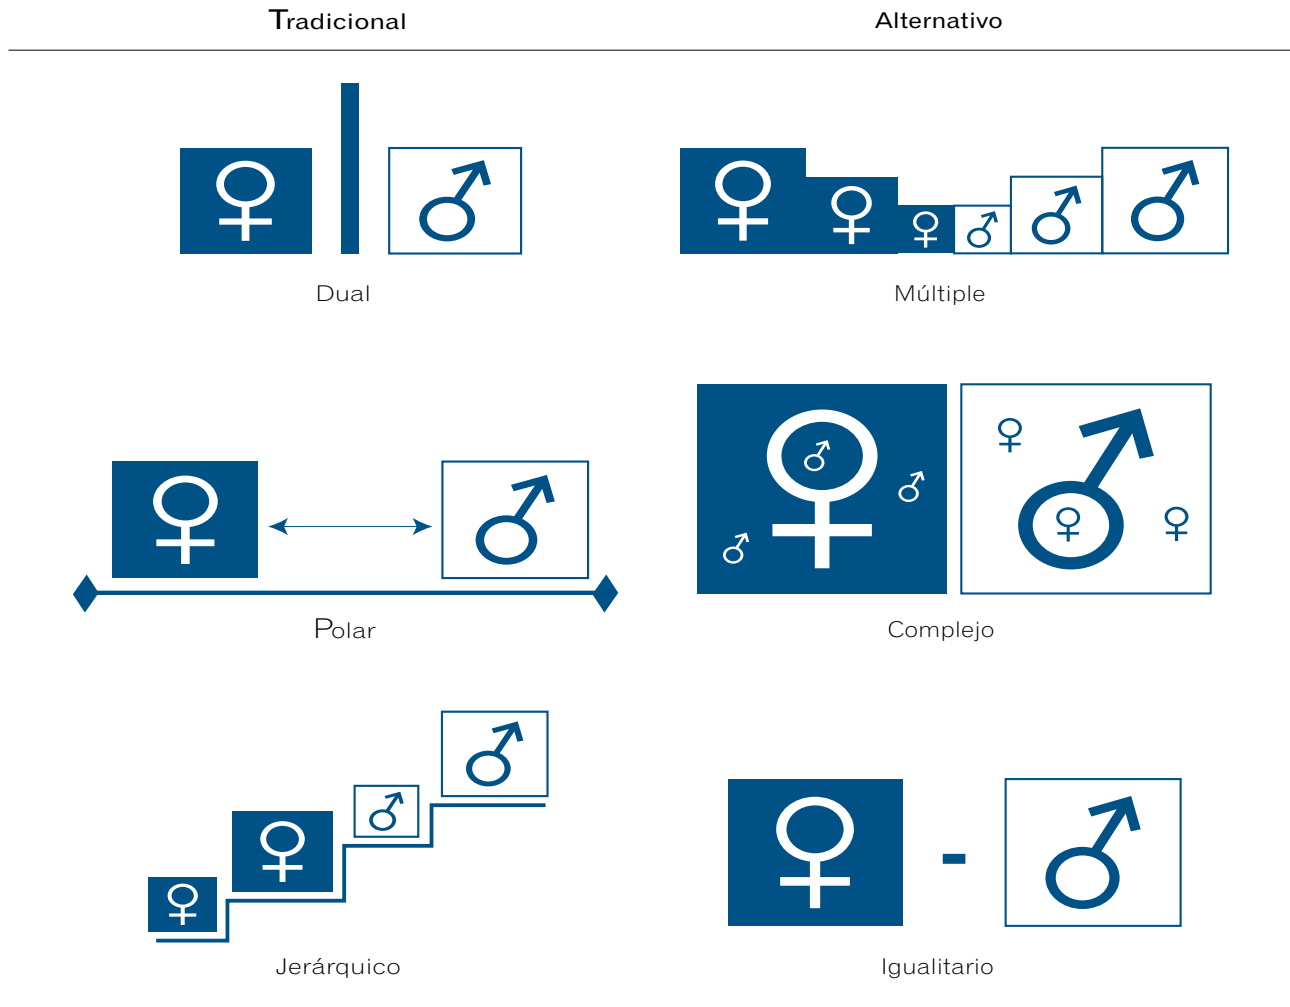 Tradicional
Alternativo
Dual
Múltiple
Polar
Complejo
Jerárquico
Igualitario